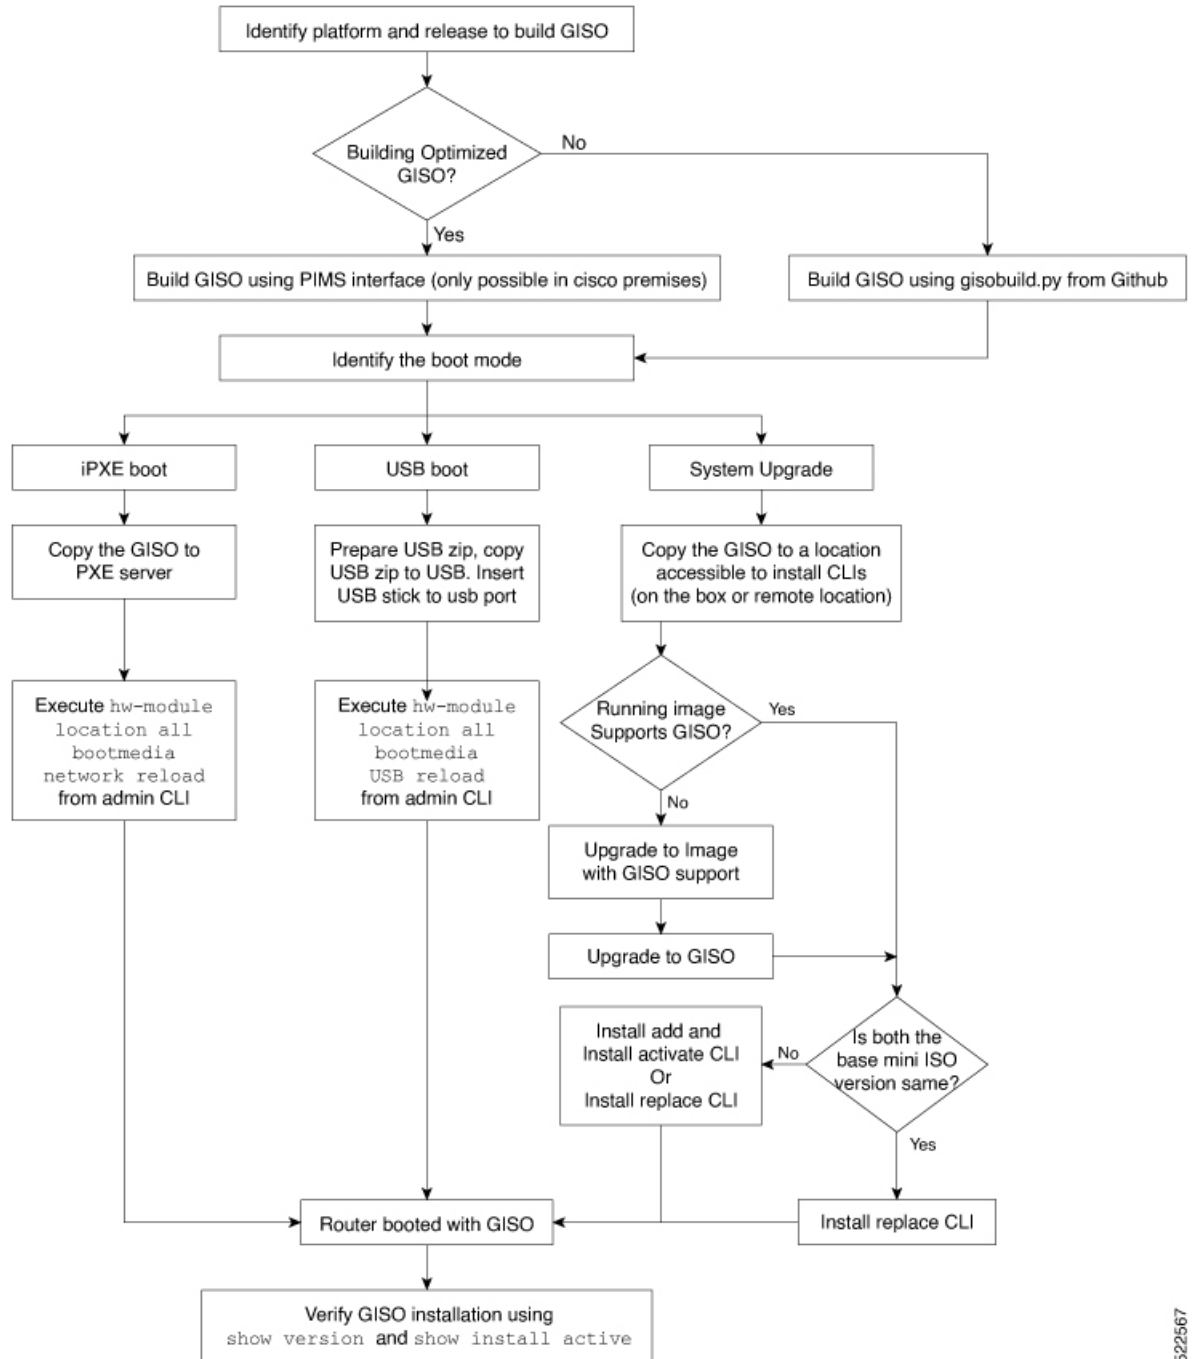 Identify platform and release to build GISO
Building Optimized
GISO?
No
Yes
Build GISO using PIMS interface (only possible in cisco premises)
Build GISO using gisobuild.py from Github
Identify the boot mode
iPXE boot
USB boot
System Upgrade
Copy the GISO to
PXE server
Prepare USB zip, copy
USB zip to USB. Insert
USB stick to usb port
Copy the GISO to a location
accessible to install CLIs
(on the box or remote location)
Execute hw-module
location all
bootmedia
network reload
from admin CLI
Execute hw-module
location all
bootmedia
USB reload
from admin CLI
Running image
Supports GISO?
Yes
No
Upgrade to Image
with GISO support
Upgrade to GISO
Install add and
Install activate CLI
Or
Install replace CLI
No
Is both the
base mini ISO
version same?
Yes
Router booted with GISO
Install replace CLI
Verify GISO installation using
show version and show install active
522567